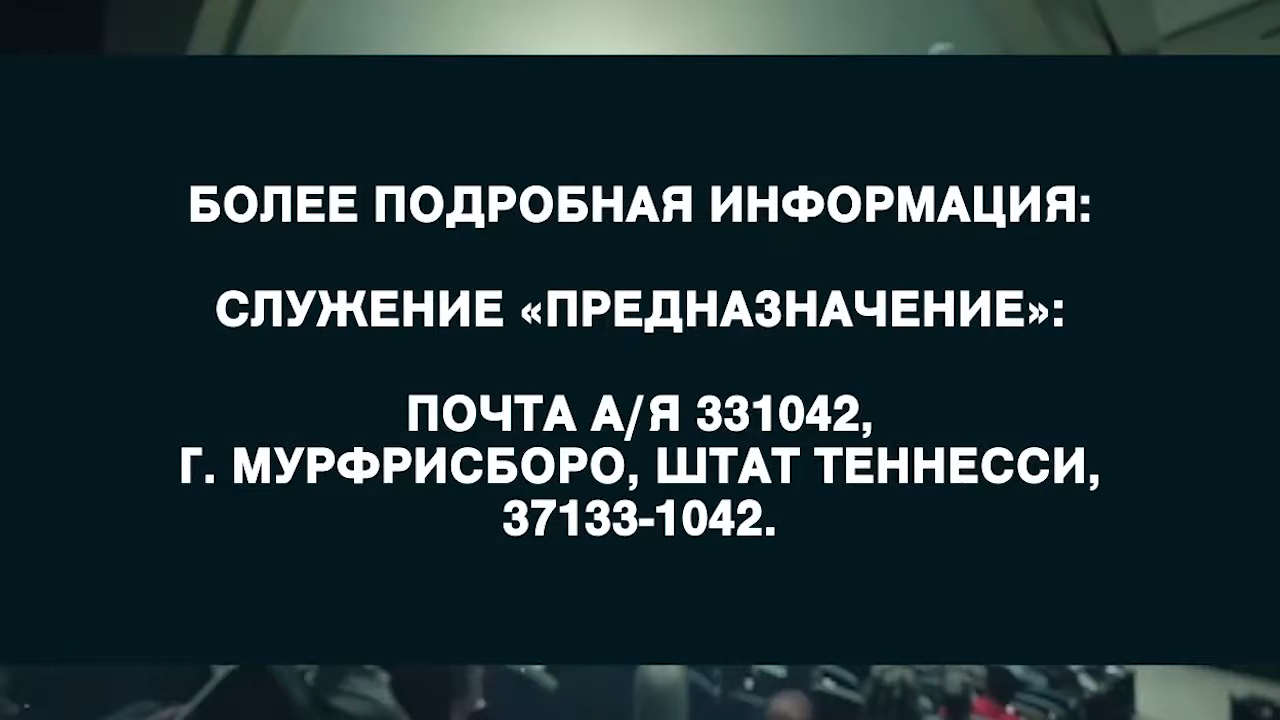 БОЛЕЕ ПОДРОБНАЯ ИНФОРМАЦИЯ:
СЛУЖЕНИЕ «ПРЕДНАЗНАЧЕНИЕ»:
ПОЧТА А/Я 331042,
Г. МУРФРИСБОРО, ШТАТ ТЕННЕССИ,
37133-1042.